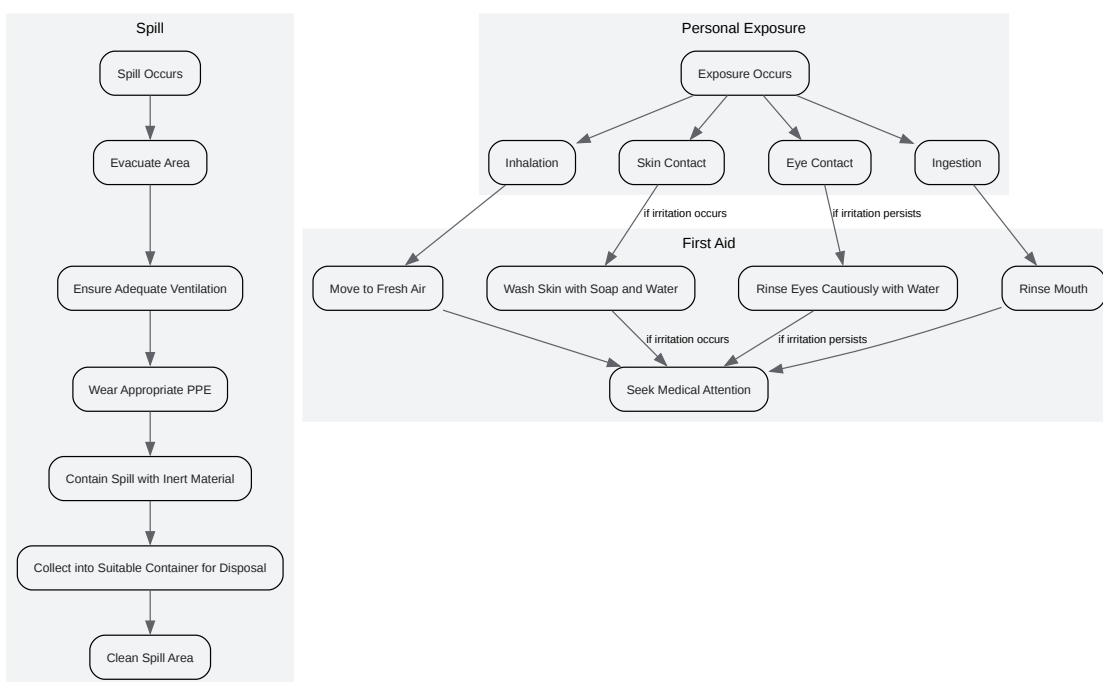 Spill
Spill Occurs
Evacuate Area
Ensure Adequate Ventilation
Wear Appropriate PPE
Contain Spill with Inert Material
Collect into Suitable Container for Disposal
Clean Spill Area
Personal Exposure
Exposure Occurs
Inhalation
Skin Contact
Eye Contact
Ingestion
if irritation occurs
if irritation persists
First Aid
Move to Fresh Air
Wash Skin with Soap and Water
Rinse Eyes Cautiously with Water
Rinse Mouth
if irritation occurs
if irritation persists
Seek Medical Attention